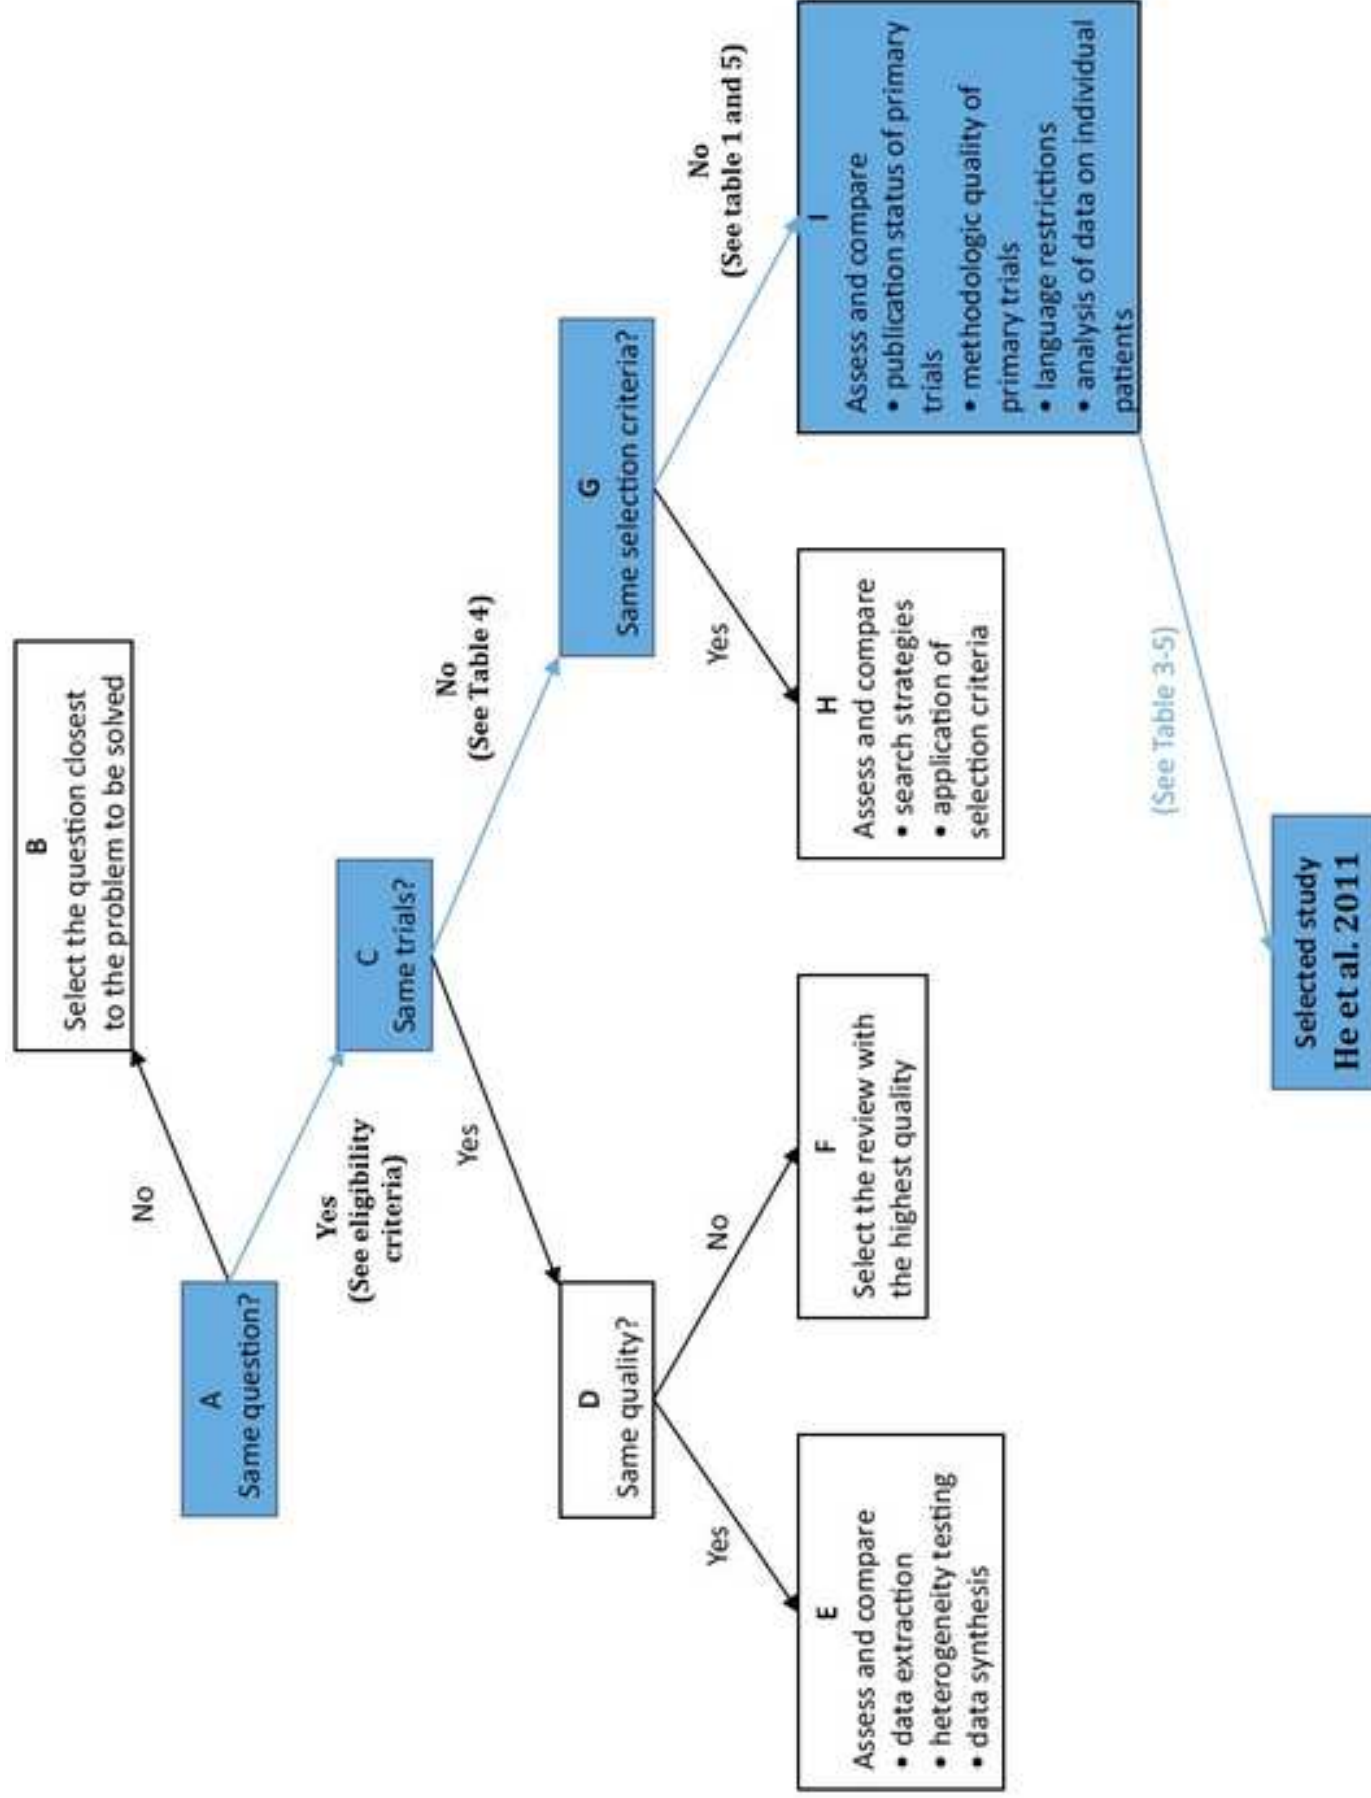 A
Same question?
No
B
Select the question closest
to the problem to be solved
Yes
(See eligibility
criteria)
C
Same trials?
Yes
No
(See Table 4)
D
Same quality?
G
Same selection criteria?
Yes
No
Yes
No
(See table 1 and 5)
E
Assess and compare
• data extraction
• heterogeneity testing
• data synthesis
F
Select the review with
the highest quality
H
Assess and compare
• search strategies
• application of
selection criteria
I
Assess and compare
• publication status of primary
trials
• methodologic quality of
primary trials
• language restrictions
• analysis of data on individual
patients
(See Table 3-5)
Selected study
He et al. 2011